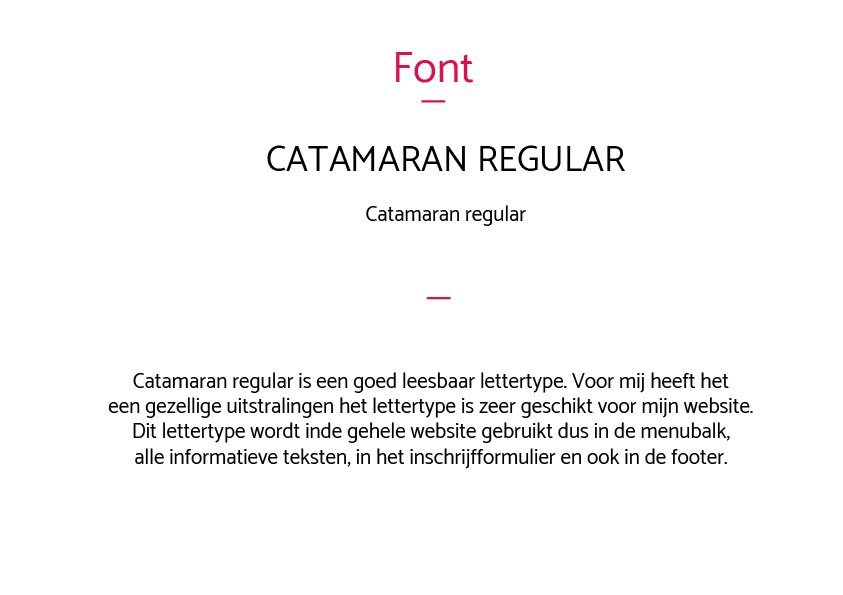 Font
CATAMARAN REGULAR
Catamaran regular
Catamaran regular is een goed leesbaar lettertype. Voor mij heeft het
een gezellige uitstralingen het lettertype is zeer geschikt voor mijn website.
Dit lettertype wordt inde gehele website gebruikt dus in de menubalk,
alle informatieve teksten, in het inschrijfformulier en ook in de footer.